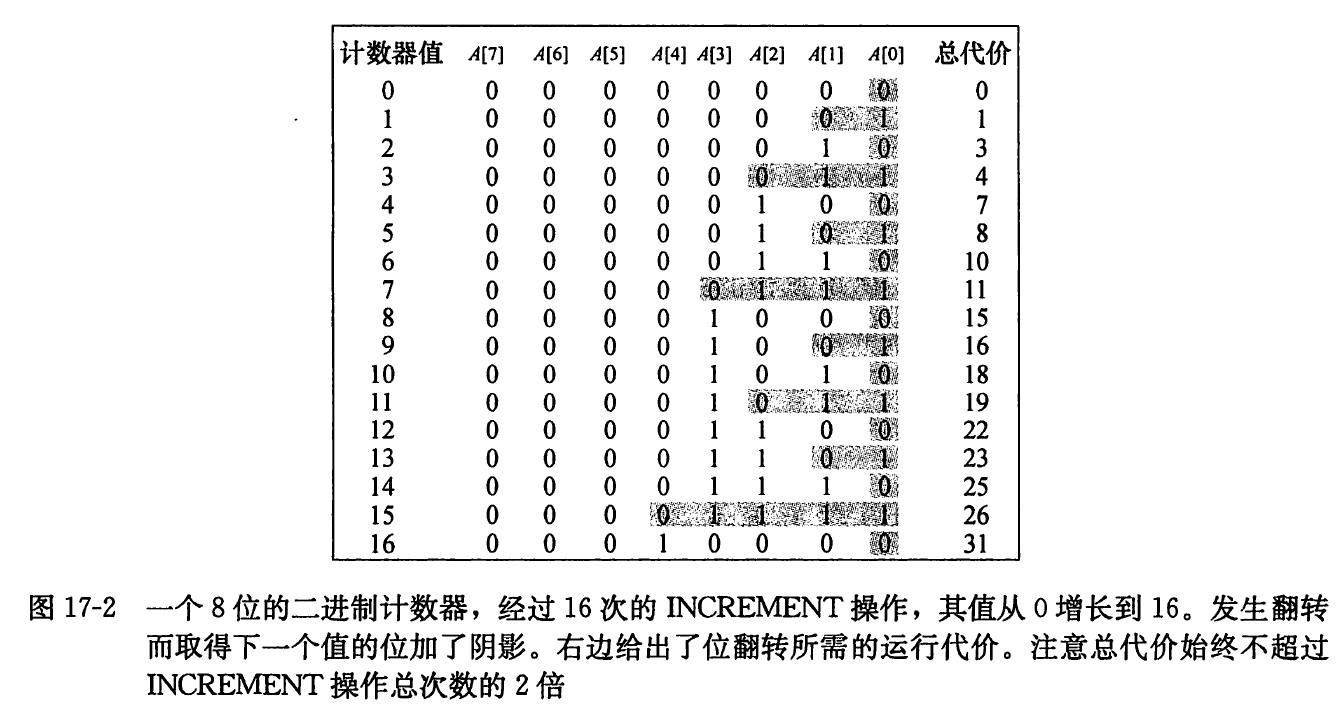 计数器值 A[7] A[6] A[5] A[4] A[3] A[2] A[1] A[0] 总代价
0 0 0 0 0 0 0 0 0 0
1 0 0 0 0 0 0 0 1 1
2 0 0 0 0 0 0 1 0 3
3 0 0 0 0 0 0 1 1 4
4 0 0 0 0 0 1 0 0 7
5 0 0 0 0 0 1 0 1 8
6 0 0 0 0 0 1 1 0 10
7 0 0 0 0 0 1 1 1 11
8 0 0 0 0 1 0 0 0 15
9 0 0 0 0 1 0 0 1 16
10 0 0 0 0 1 0 1 0 18
11 0 0 0 0 1 0 1 1 19
12 0 0 0 0 1 1 0 0 22
13 0 0 0 0 1 1 0 1 23
14 0 0 0 0 1 1 1 0 25
15 0 0 0 0 1 1 1 1 26
16 0 0 0 1 0 0 0 0 31
图 17-2 一个 8 位的二进制计数器，经过 16 次的 INCREMENT 操作，其值从 0 增长到 16。发生翻转
而取得下一个值的位加了阴影。右边给出了位翻转所需的运行代价。注意总代价始终不超过
INCREMENT 操作总次数的 2 倍